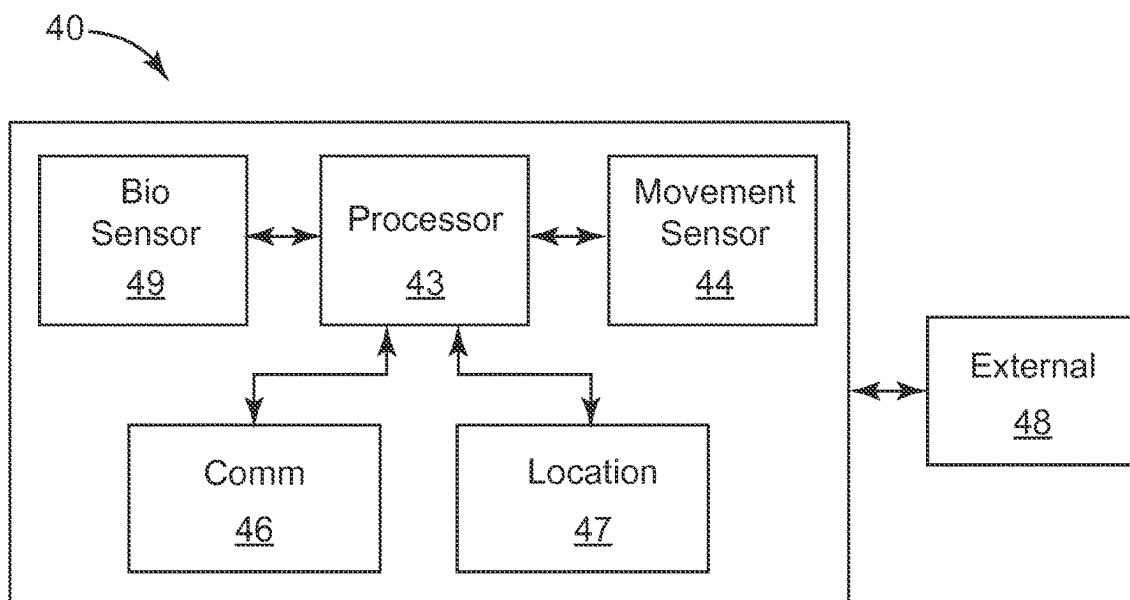 40
Bio
Sensor
49
Processor
43
Movement
Sensor
44
External
48
Comm
46
Location
47